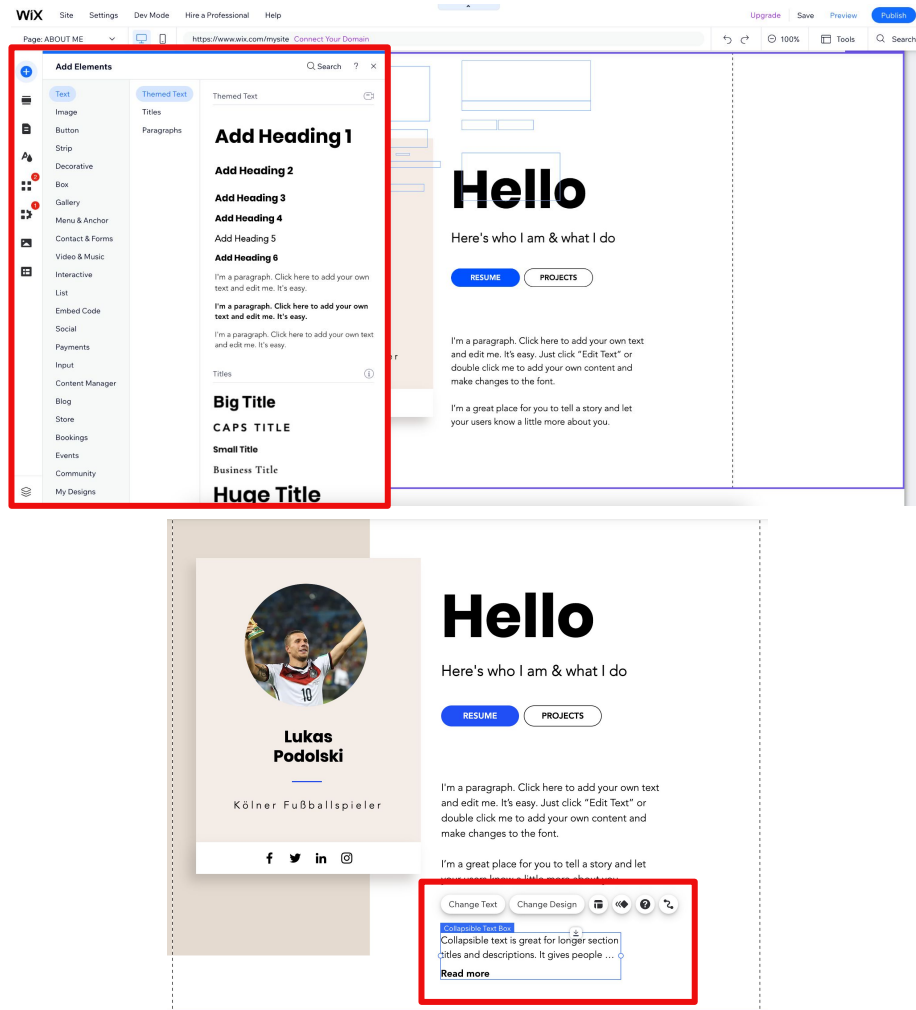 WiX Site Settings Dev Mode Hire a Professional Help Upgrade Save Preview Publish
Page: ABOUT ME https://www.wix.com/mysite Connect Your Domain 100% Tools Search
Add Elements Search ? ×
Text
Image
Button
Strip
Decorative
Box
Gallery
Menu & Anchor
Contact & Forms
Video & Music
Interactive
List
Embed Code
Social
Payments
Input
Content Manager
Blog
Store
Bookings
Events
Community
My Designs
2
1
Themed Text
Titles
Paragraphs
Themed Text
Add Heading 1
Add Heading 2
Add Heading 3
Add Heading 4
Add Heading 5
Add Heading 6
I'm a paragraph. Click here to add your own
text and edit me. It's easy.
I'm a paragraph. Click here to add your own
text and edit me. It's easy.
I'm a paragraph. Click here to add your own text
and edit me. It's easy.
Titles
Big Title
CAPS TITLE
Small Title
Business Title
Huge Title
e r
Hello
Here's who I am & what I do
RESUME PROJECTS
I'm a paragraph. Click here to add your own text
and edit me. It's easy. Just click “Edit Text” or
double click me to add your own content and
make changes to the font.
I'm a great place for you to tell a story and let
your users know a little more about you.
10
Lukas
Podolski
Kölner Fußballspieler
f in
Hello
Here's who I am & what I do
RESUME PROJECTS
I'm a paragraph. Click here to add your own text
and edit me. It's easy. Just click “Edit Text” or
double click me to add your own content and
make changes to the font.
I'm a great place for you to tell a story and let
your users know a little more about you.
Change Text Change Design ?
Collapsible Text Box
Collapsible text is great for longer section
titles and descriptions. It gives people …
Read more